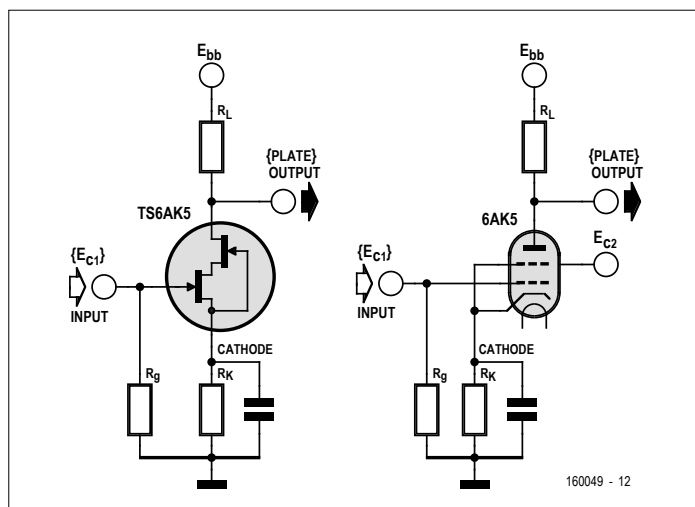 Ebb
RL
{PLATE}
OUTPUT
TS6AK5
{EC1}
INPUT
CATHODE
Rg
RK
Ebb
RL
{PLATE}
OUTPUT
6AK5
EC2
{EC1}
INPUT
CATHODE
Rg
RK
160049 - 12